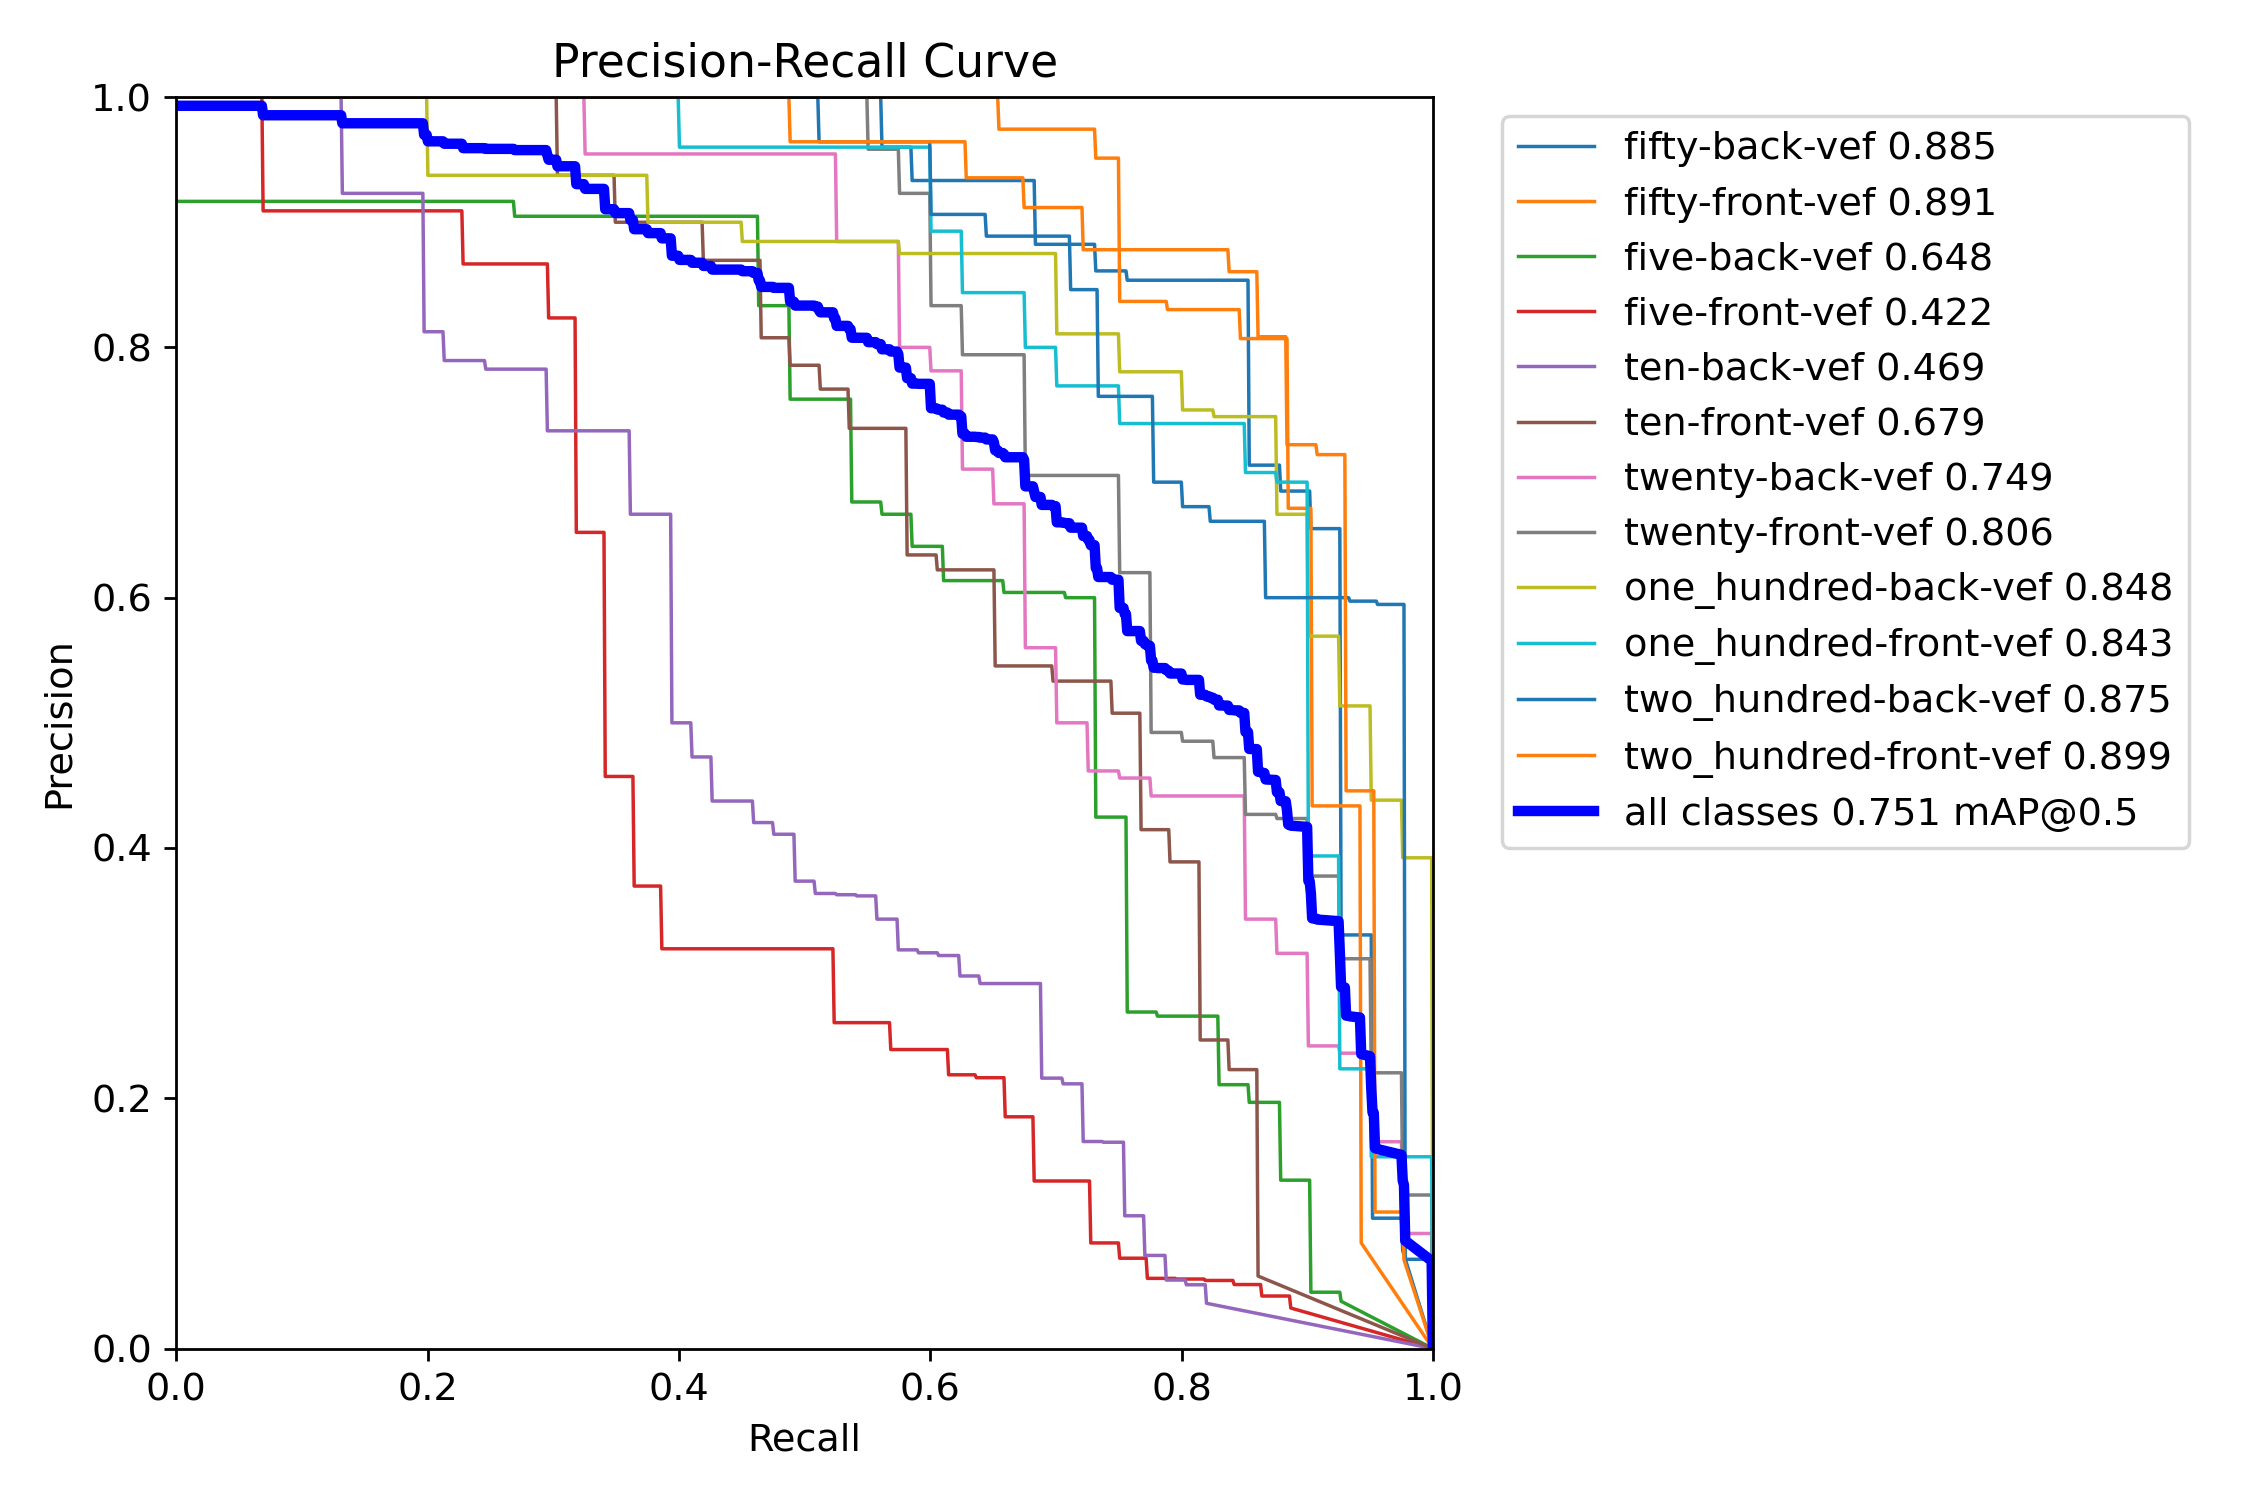 Precision-Recall Curve
1.0
0.8
0.6
0.4
0.2
0.0
Precision
0.0 0.2 0.4 0.6 0.8 1.0
Recall
fifty-back-vef 0.885
fifty-front-vef 0.891
five-back-vef 0.648
five-front-vef 0.422
ten-back-vef 0.469
ten-front-vef 0.679
twenty-back-vef 0.749
twenty-front-vef 0.806
one_hundred-back-vef 0.848
one_hundred-front-vef 0.843
two_hundred-back-vef 0.875
two_hundred-front-vef 0.899
all classes 0.751 mAP@0.5